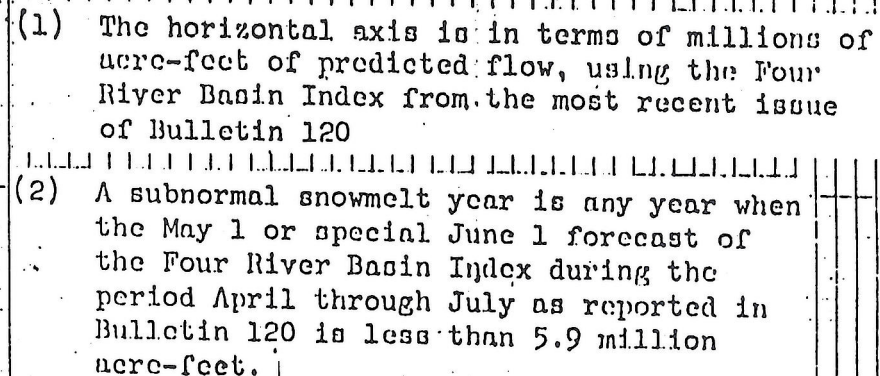 (1) The horizontal axis is in terms of millions of
acre-feet of predicted flow, using the Four
River Basin Index from the most recent issue
of Bulletin 120
(2) A subnormal snowmelt year is any year when
the May 1 or special June 1 forecast of
the Four River Basin Index during the
period April through July as reported in
Bulletin 120 is less than 5.9 million
acre-feet.